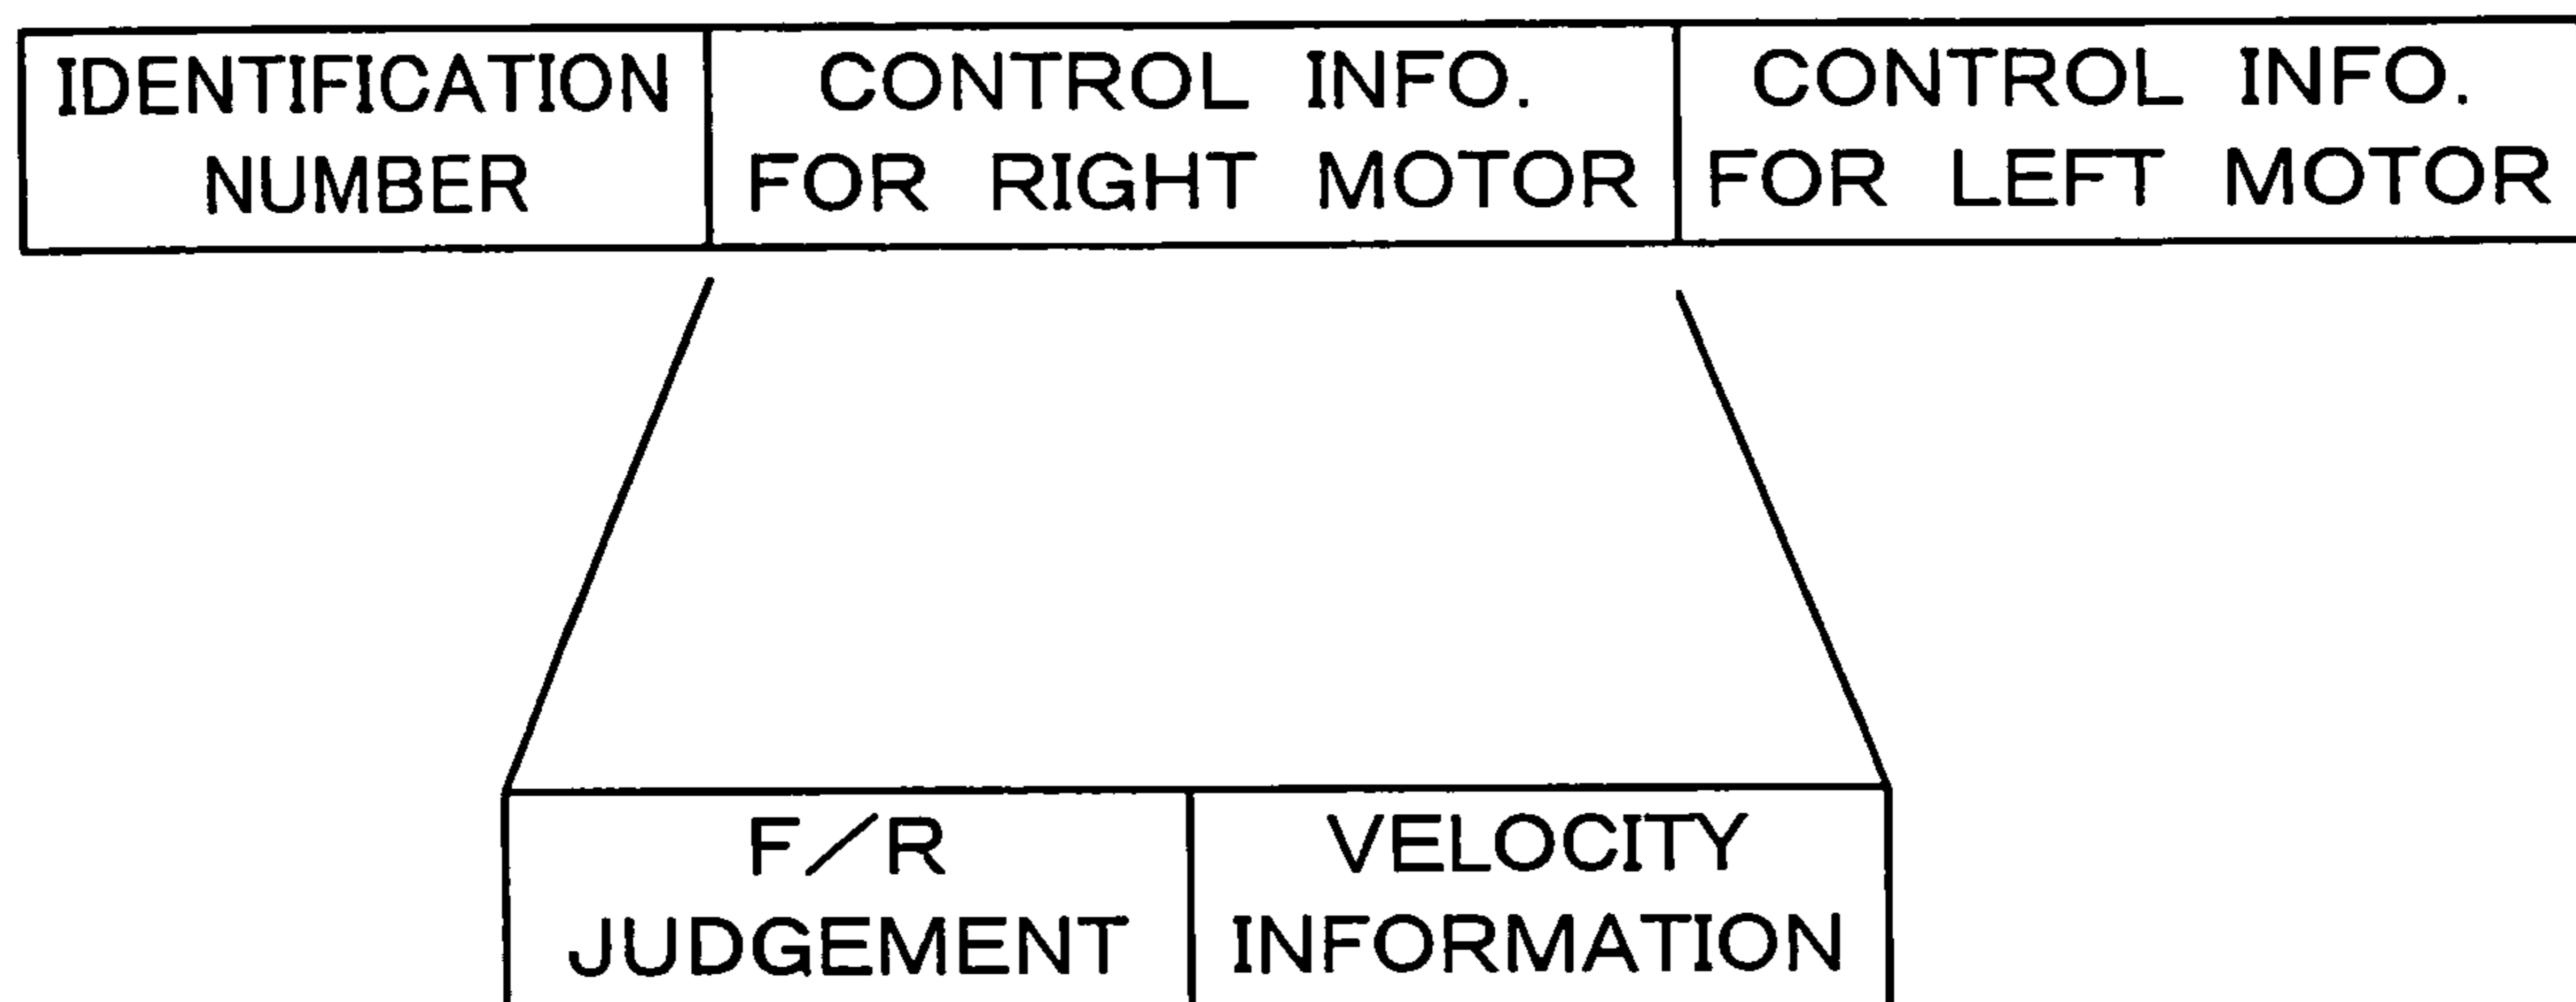 IDENTIFICATION
NUMBER
CONTROL INFO.
FOR RIGHT MOTOR
CONTROL INFO.
FOR LEFT MOTOR
F/R
JUDGEMENT
VELOCITY
INFORMATION